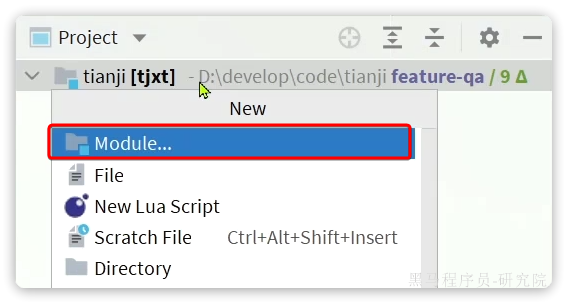 Project
tianji [tjxt] - D:\develop\code\tianji feature-qa / 9 Δ
New
Module...
File
New Lua Script
Scratch File Ctrl+Alt+Shift+Insert
Directory
黑马程序员-研究院